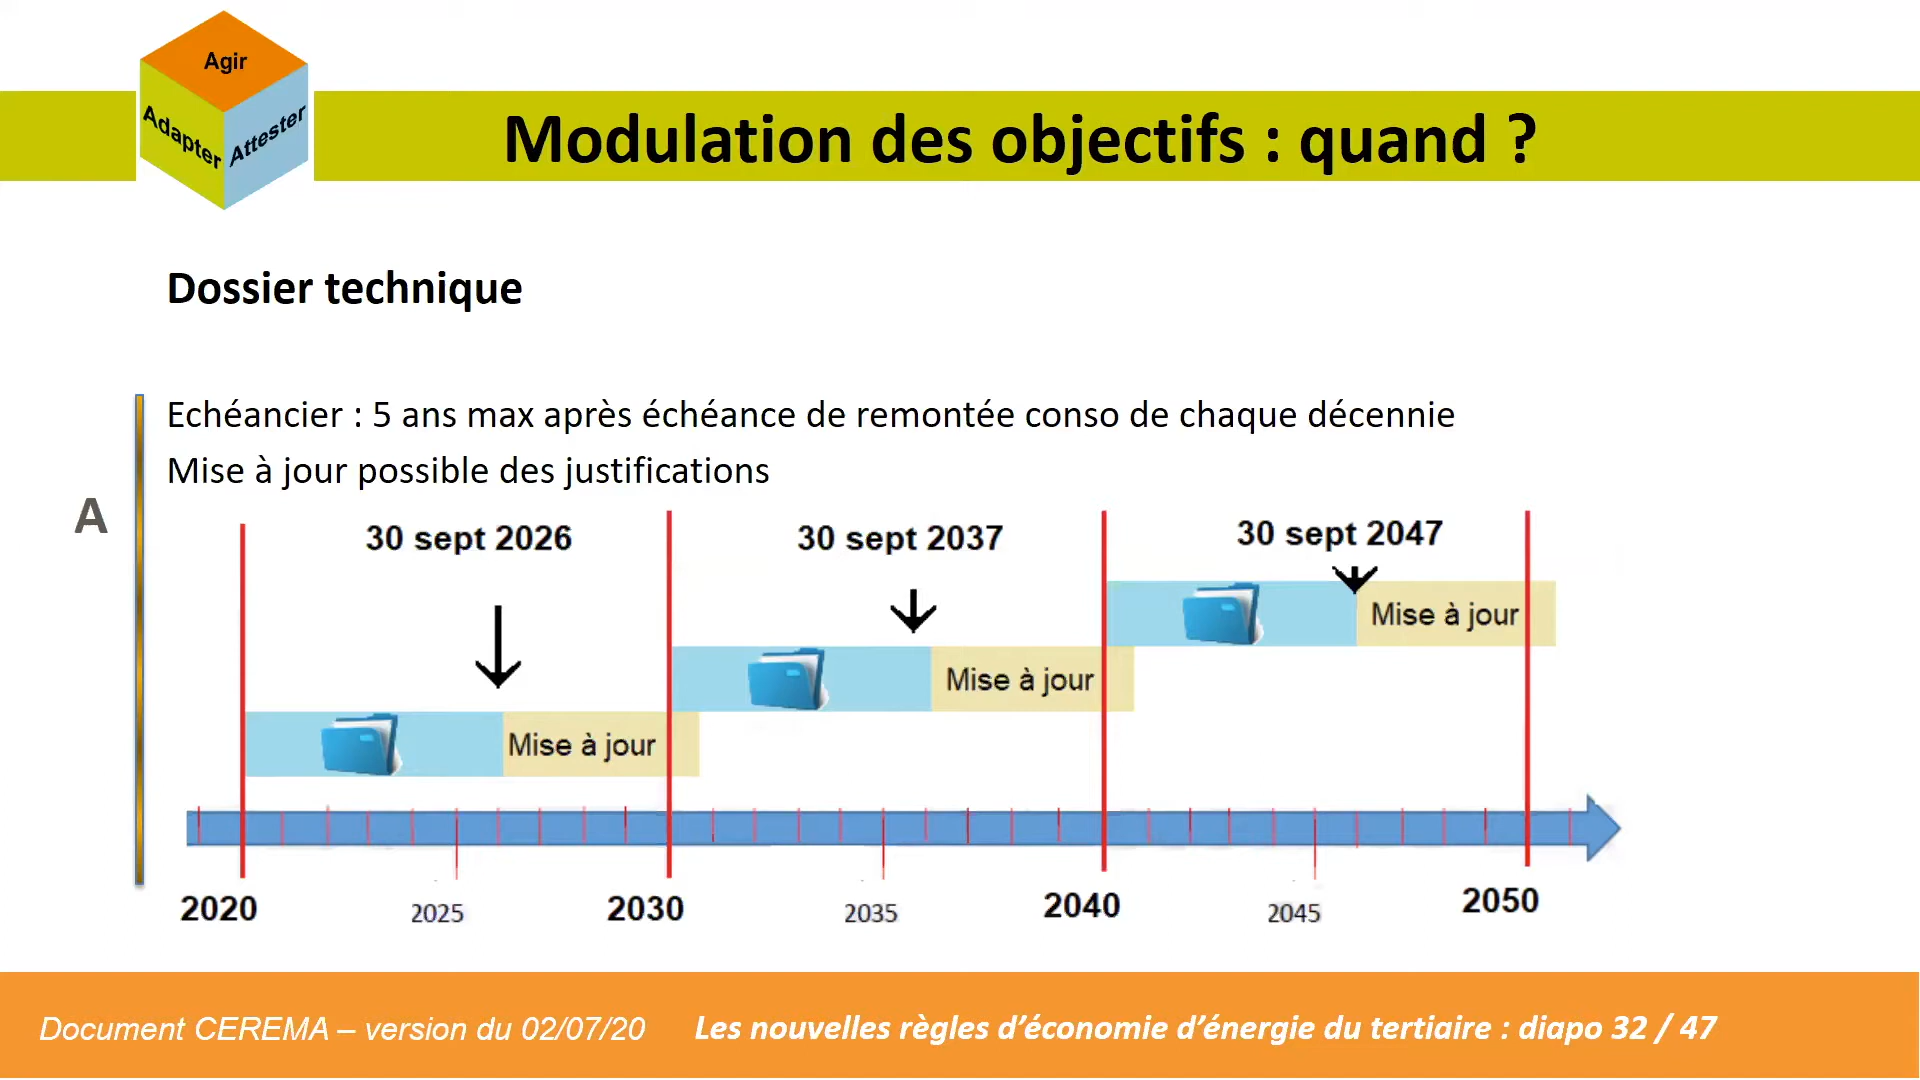 Agir
Adapter
Attester
Modulation des objectifs : quand ?
Dossier technique
Echéancier : 5 ans max après échéance de remontée conso de chaque décennie
Mise à jour possible des justifications
A
30 sept 2026
30 sept 2037
30 sept 2047
Mise à jour
Mise à jour
Mise à jour
2020
2025
2030
2035
2040
2045
2050
Document CEREMA – version du 02/07/20
Les nouvelles règles d’économie d’énergie du tertiaire : diapo 32 / 47